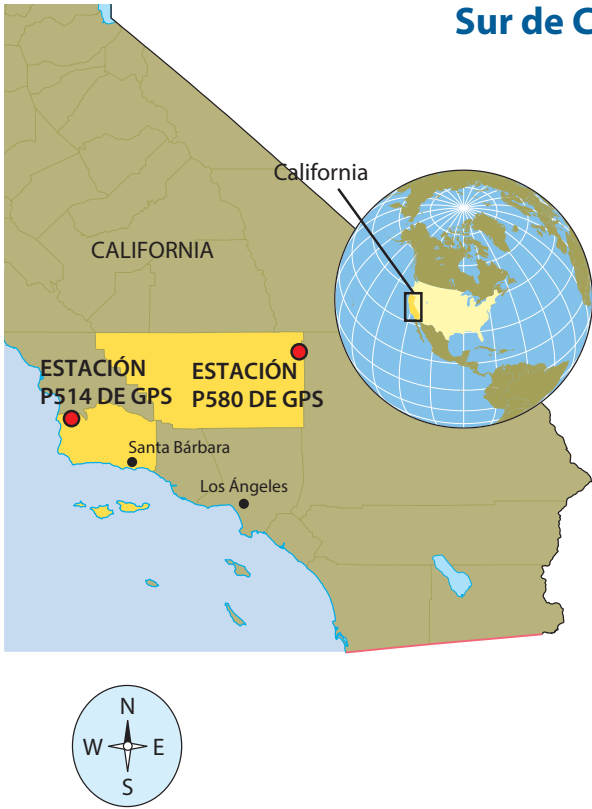 Sur de C
California
CALIFORNIA
ESTACIÓN
P514 DE GPS
ESTACIÓN
P580 DE GPS
Santa Bárbara
Los Ángeles
N
W E
S